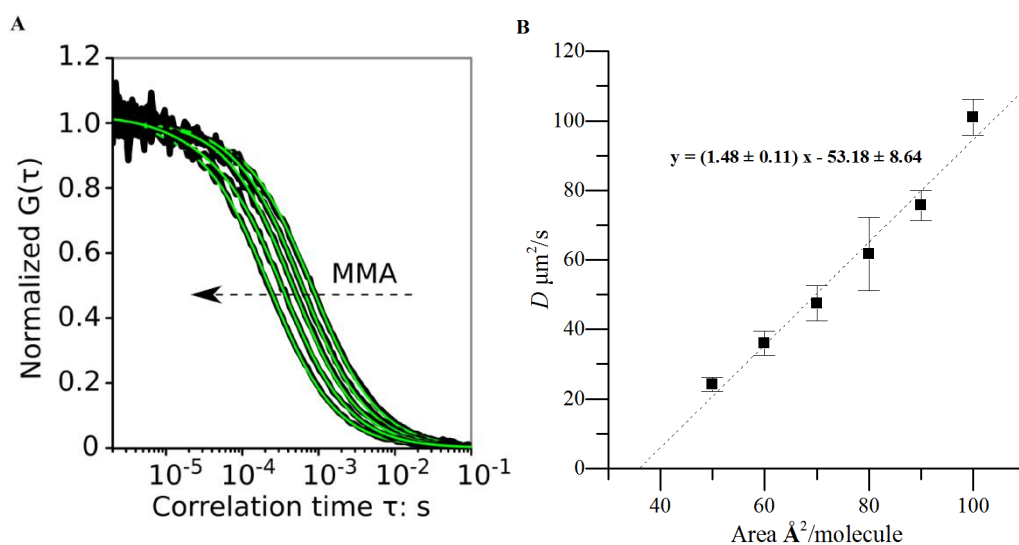 A
1.2
1.0
0.8
0.6
0.4
0.2
0
Normalized G(τ)
MMA
10⁻⁵ 10⁻⁴ 10⁻³ 10⁻² 10⁻¹
Correlation time τ: s
B
120
100
80
60
40
20
0
D μm²/s
y = (1.48 ± 0.11) x - 53.18 ± 8.64
40 60 80 100
Area Å²/molecule